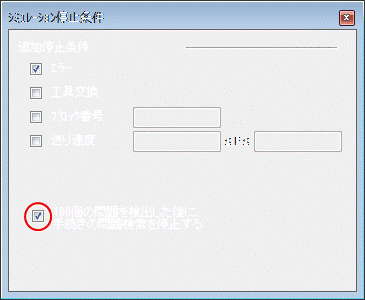 シミュレーション停止条件
追加停止条件
エラー
工具交換
ブロック番号
送り速度
≤F≤
100個の問題を検出した後に、
手続きの問題検索を停止する